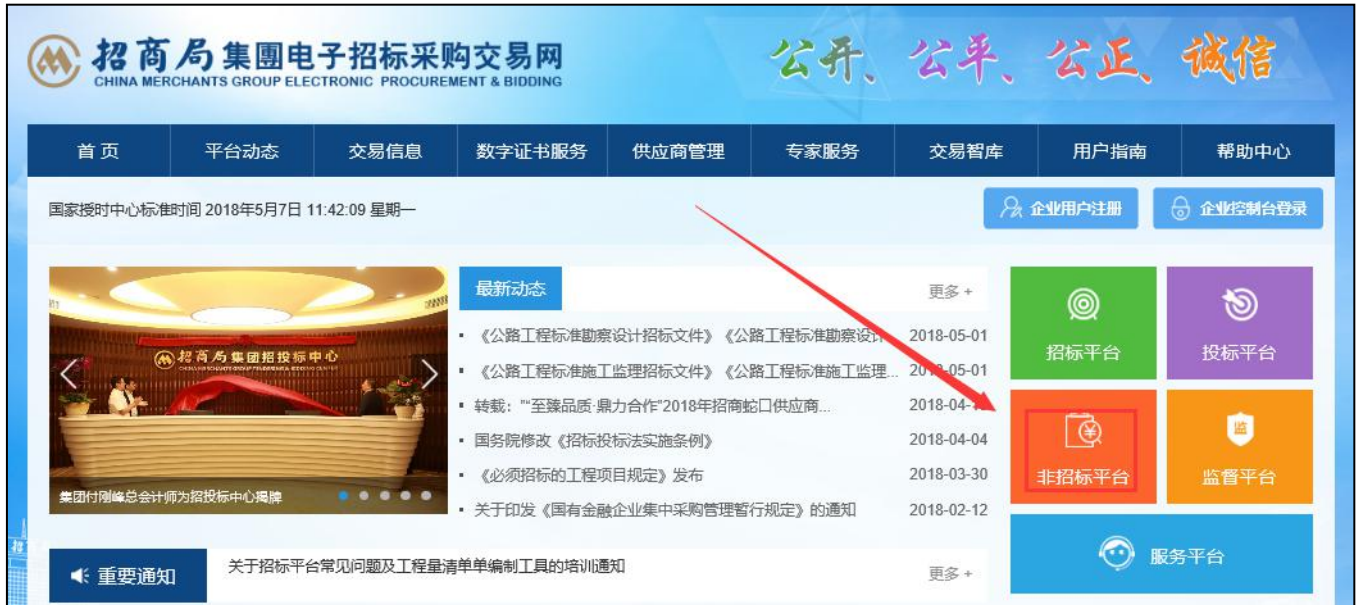 招商局集團电子招标采购交易网
CHINA MERCHANTS GROUP ELECTRONIC PROCUREMENT & BIDDING
公开、公平、公正、诚信
首 页 平台动态 交易信息 数字证书服务 供应商管理 专家服务 交易智库 用户指南 帮助中心
国家授时中心标准时间 2018年5月7日 11:42:09 星期一
企业用户注册 企业控制台登录
招商局集团招投标中心
集团付刚峰总会计师为招投标中心揭牌
最新动态 更多 +
《公路工程标准勘察设计招标文件》《公路工程标准勘察设计 2018-05-01
《公路工程标准施工监理招标文件》《公路工程标准施工监理... 2018-05-01
转载：""至臻品质·鼎力合作"2018年招商蛇口供应商... 2018-04-
国务院修改《招标投标法实施条例》 2018-04-04
《必须招标的工程项目规定》发布 2018-03-30
关于印发《国有金融企业集中采购管理暂行规定》的通知 2018-02-12
招标平台 投标平台
非招标平台 监督平台
监
服务平台
重要通知 关于招标平台常见问题及工程量清单单编制工具的培训通知 更多 +